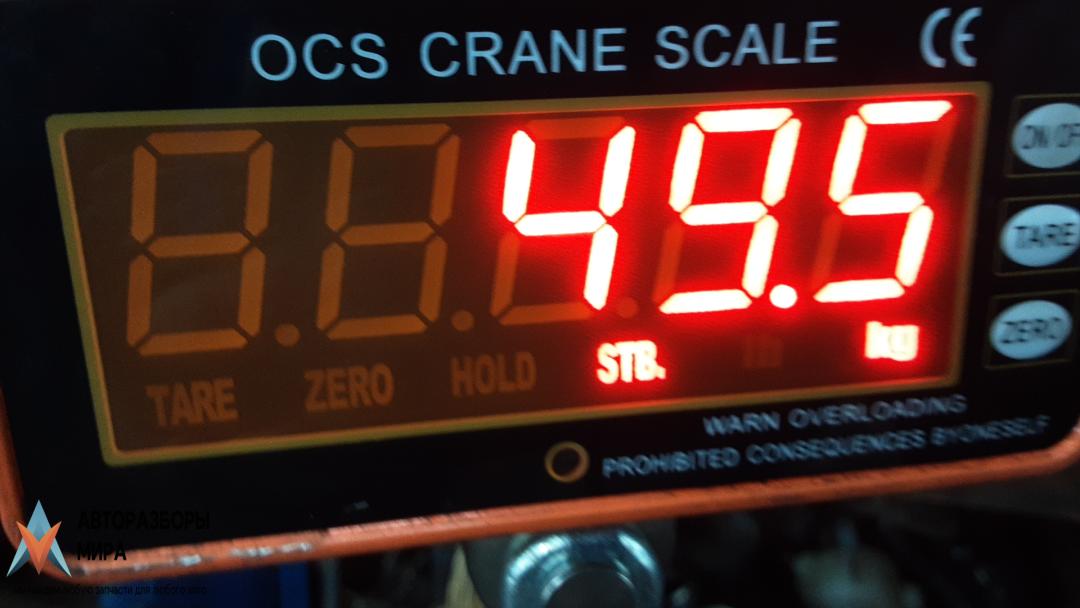 OCS CRANE SCALE CE
49.5
TARE ZERO HOLD STB. lb kg
ON/OFF
TARE
ZERO
WARN OVERLOADING
PROHIBITED CONSEQUENCES BYONESELF
АВТОРАЗБОРЫ
МИРА